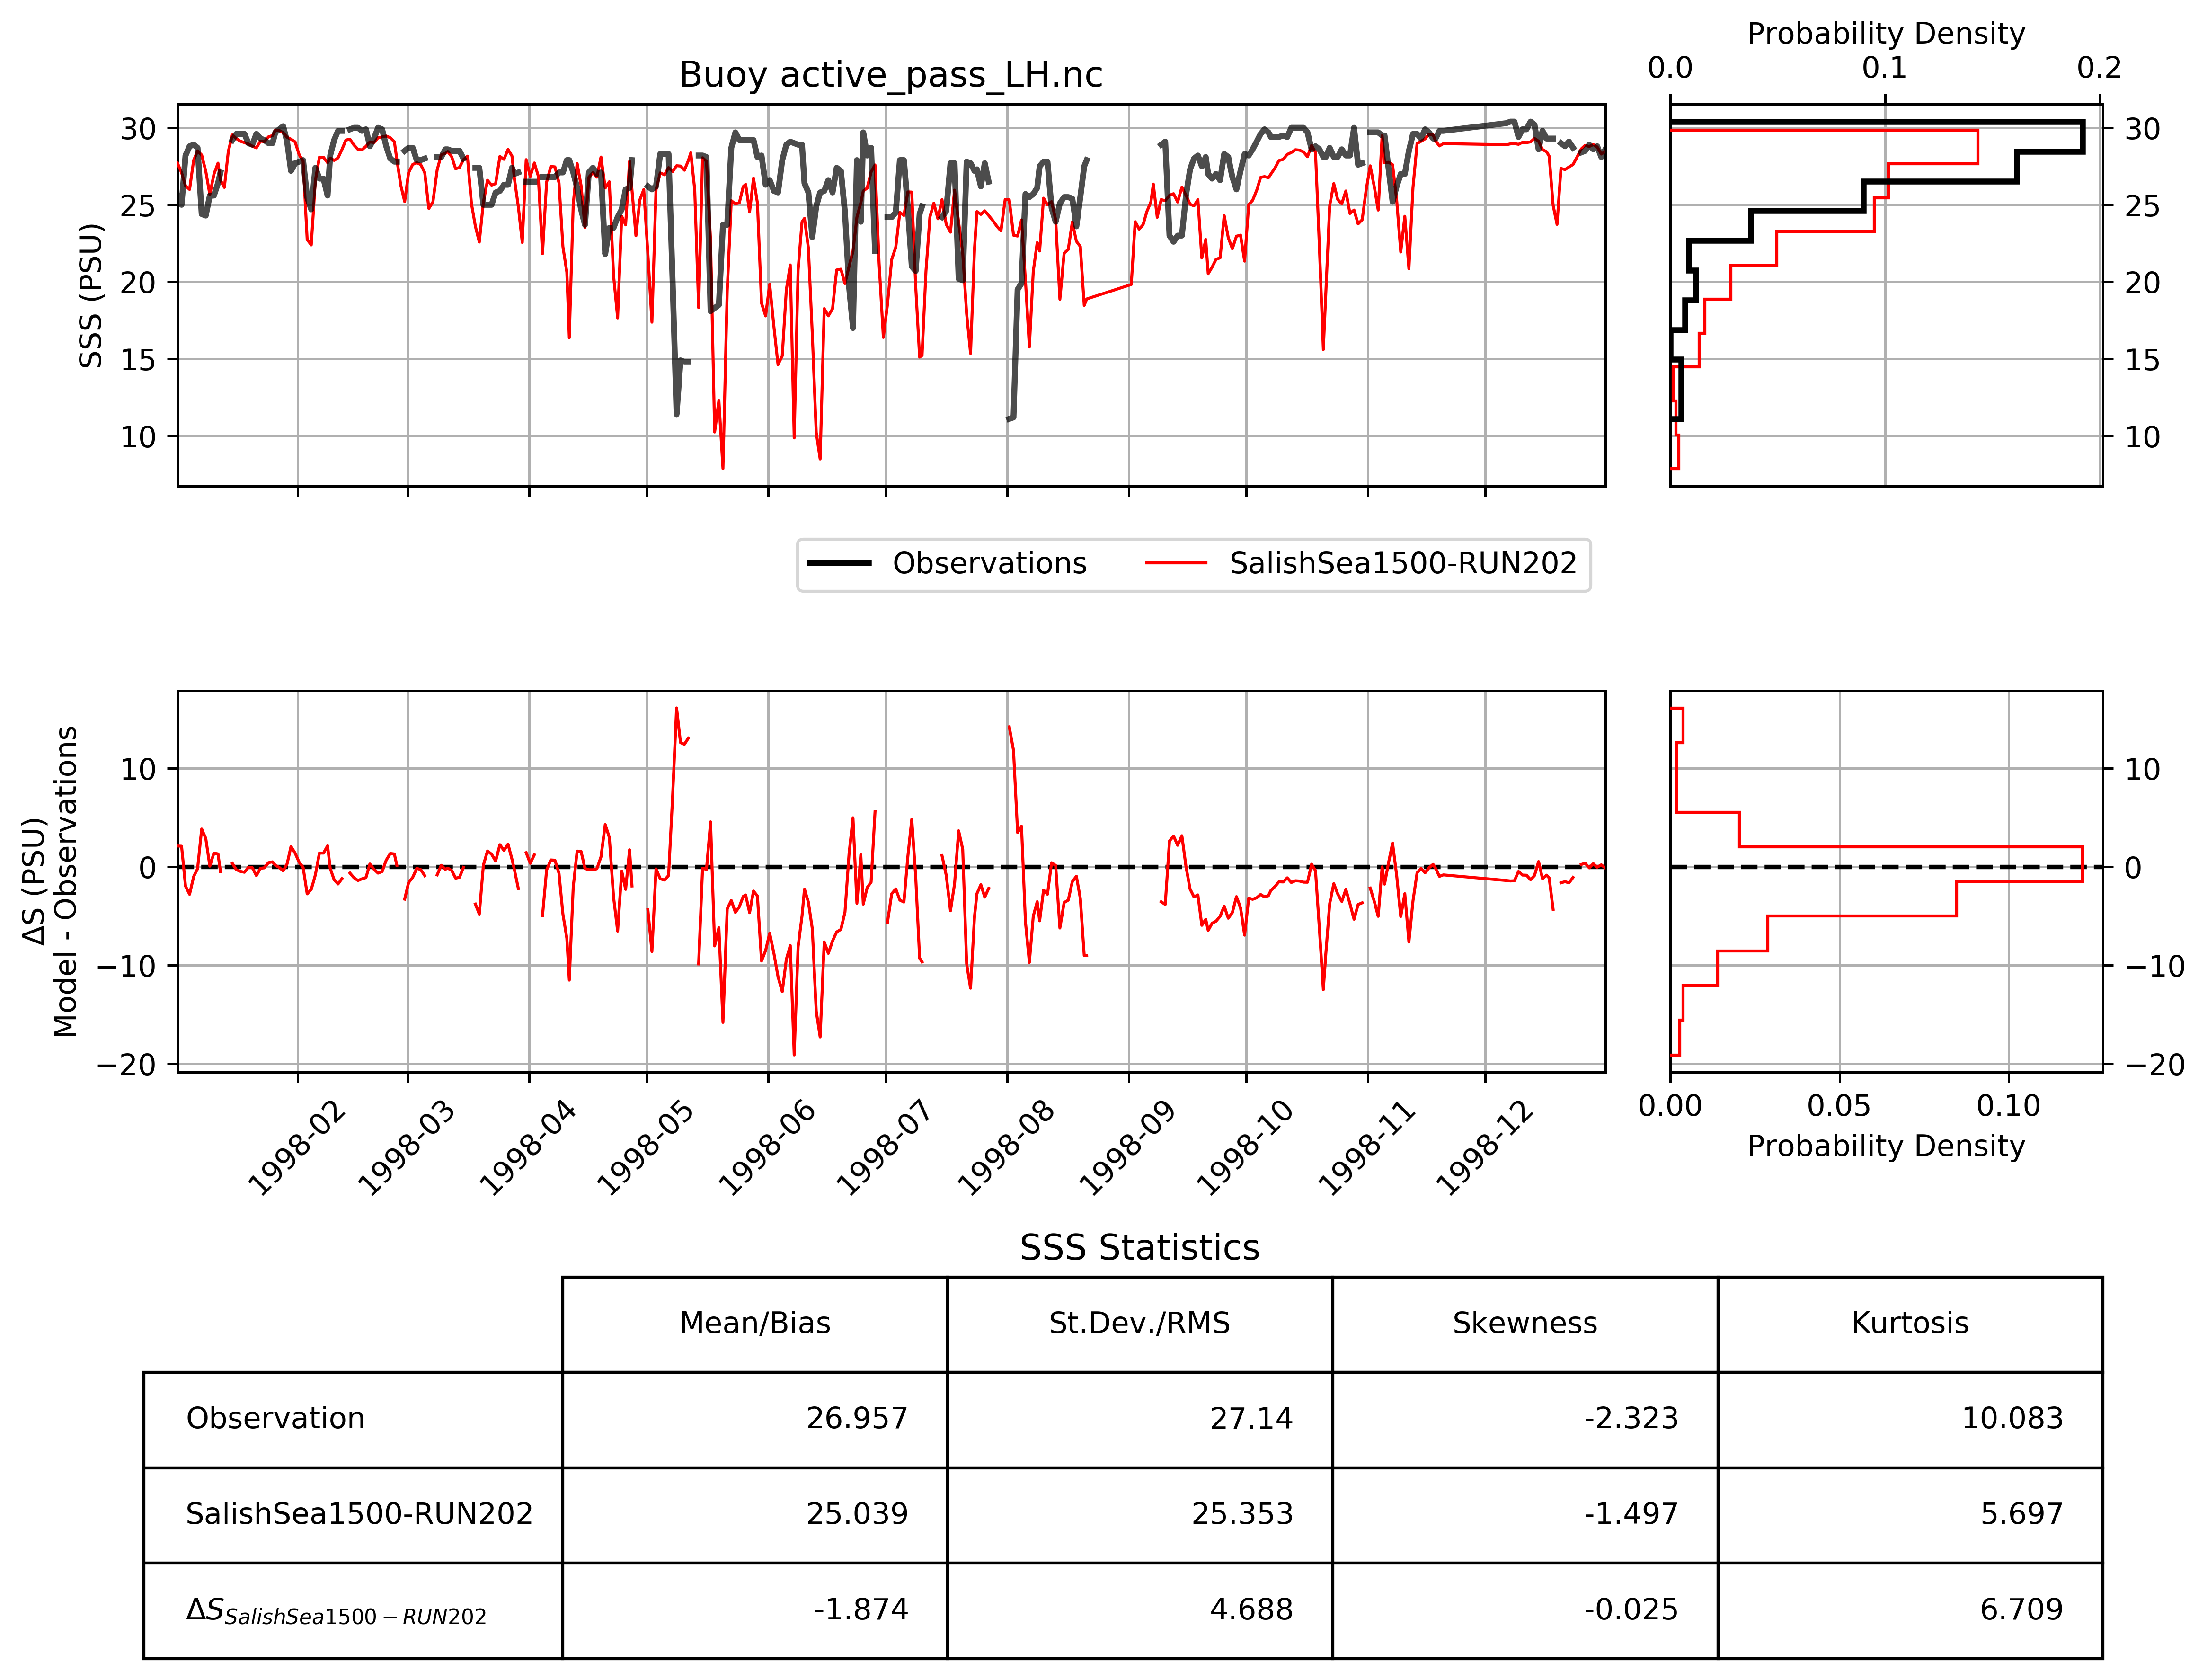 Probability Density
0.0 0.1 0.2
Buoy active_pass_LH.nc
SSS (PSU)
30
25
20
15
10
30
25
20
15
10
Observations SalishSea1500-RUN202
ΔS (PSU)
Model - Observations
10
0
−10
−20
10
0
−10
−20
1998-02 1998-03 1998-04 1998-05 1998-06 1998-07 1998-08 1998-09 1998-10 1998-11 1998-12
0.00 0.05 0.10
Probability Density
SSS Statistics
Mean/Bias St.Dev./RMS Skewness Kurtosis
Observation 26.957 27.14 -2.323 10.083
SalishSea1500-RUN202 25.039 25.353 -1.497 5.697
ΔS SalishSea1500−RUN202 -1.874 4.688 -0.025 6.709